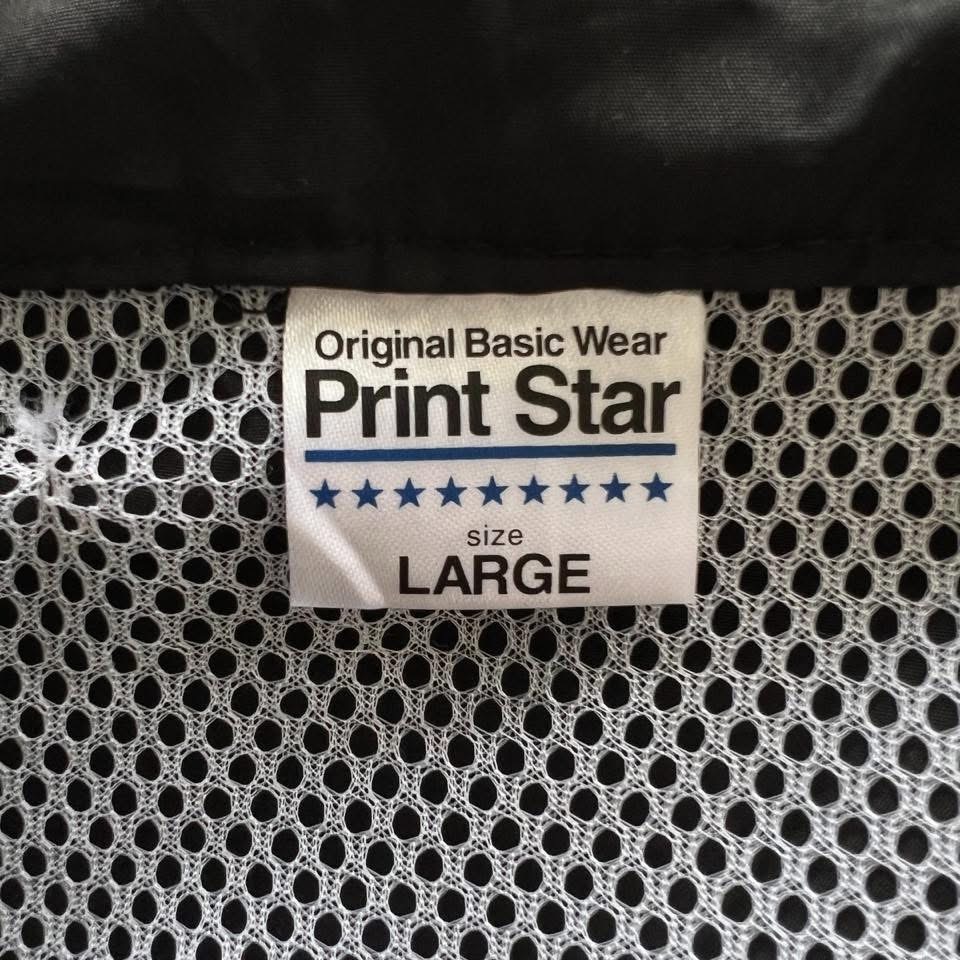 Original Basic Wear
Print Star
size
LARGE